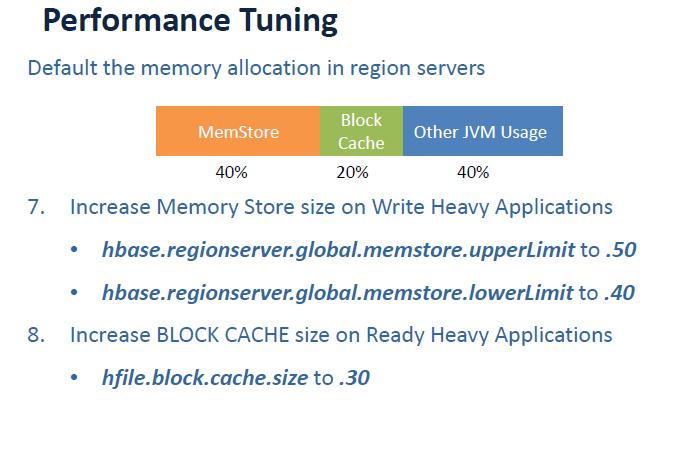 Performance Tuning
Default the memory allocation in region servers
MemStore
Block
Cache
Other JVM Usage
40%
20%
40%
7. Increase Memory Store size on Write Heavy Applications
• hbase.regionserver.global.memstore.upperLimit to .50
• hbase.regionserver.global.memstore.lowerLimit to .40
8. Increase BLOCK CACHE size on Ready Heavy Applications
• hfile.block.cache.size to .30